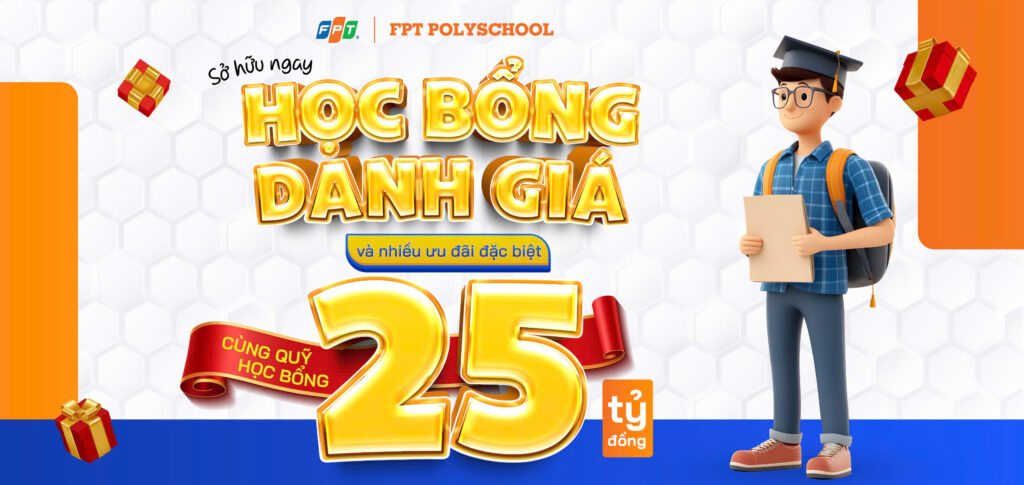 FPT | FPT POLYSCHOOL
Sở hữu ngay
HỌC BỔNG
DANH GIÁ
và nhiều ưu đãi đặc biệt
CÙNG QUỸ
HỌC BỔNG
25
tỷ
đồng